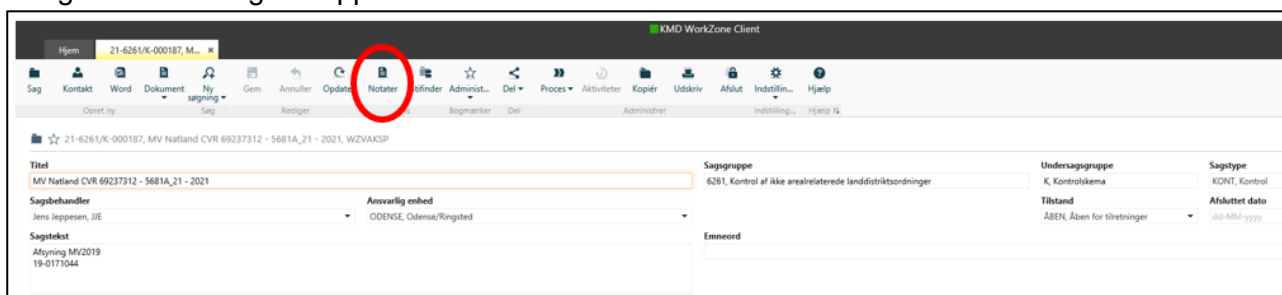 KMD WorkZone Client
Hjem 21-6261/K-000187, M... ×
Sag Kontakt Word Dokument Ny søgning Gem Annuller Opdater Notater Stifinder Administ... Del Proces Aktiviteter Kopiér Udskriv Afslut Indstillin... Hjælp
Opret ny Søg Rediger Bogmærker Del Administrer Indstilling... Hjælp
21-6261/K-000187, MV Natland CVR 69237312 - 5681A_21 - 2021, WZVAKSP
Titel Sagsgruppe Undersagsgruppe Sagstype
MV Natland CVR 69237312 - 5681A_21 - 2021 6261, Kontrol af ikke arealrelaterede landdistriktsordninger K, Kontrolskema KONT, Kontrol
Sagsbehandler Ansvarlig enhed Tilstand Afsluttet dato
Jens Jeppesen, JJE ODENSE, Odense/Ringsted ÅBEN, Åben for tilretninger dd-MM-yyyy
Sagstekst Emneord
Afsyning MV2019
19-0171044